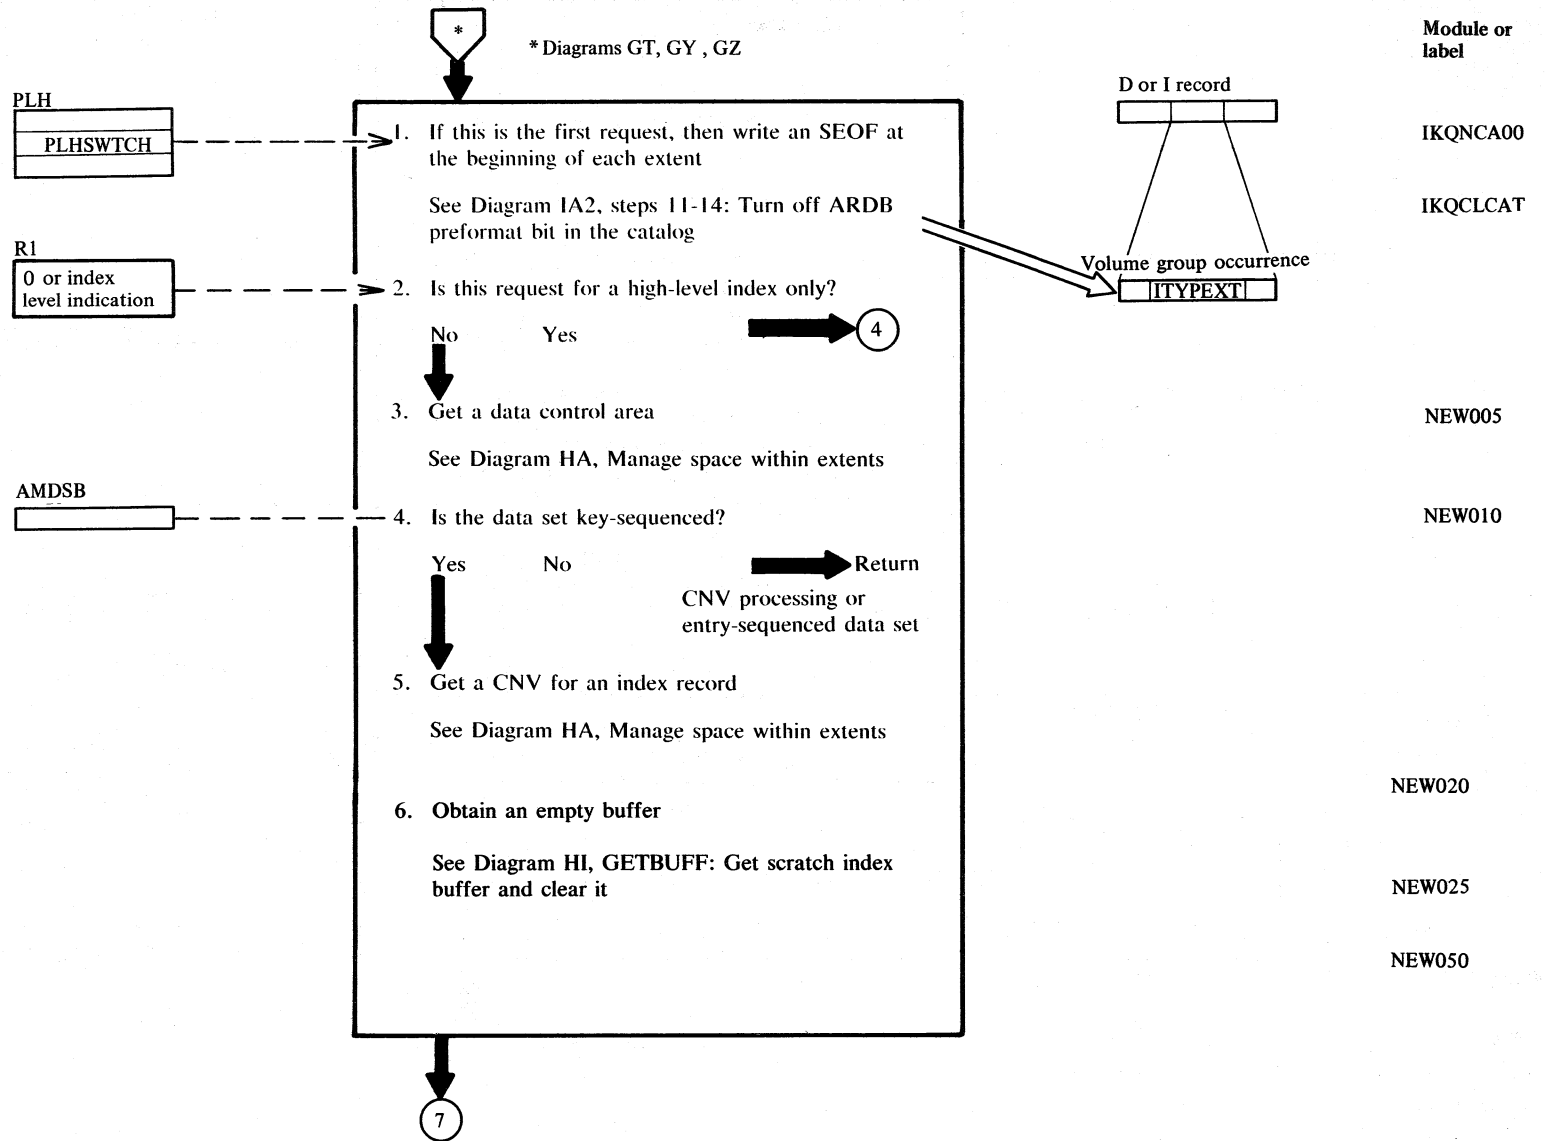 *
* Diagrams GT, GY , GZ
Module or
label
PLH
PLHSWTCH
D or I record
1. If this is the first request, then write an SEOF at
the beginning of each extent
IKQNCA00
See Diagram IA2, steps 11-14: Turn off ARDB
preformat bit in the catalog
IKQCLCAT
R1
0 or index
level indication
Volume group occurrence
ITYPEXT
2. Is this request for a high-level index only?
No Yes
4
3. Get a data control area
NEW005
See Diagram HA, Manage space within extents
AMDSB
4. Is the data set key-sequenced?
NEW010
Yes No Return
CNV processing or
entry-sequenced data set
5. Get a CNV for an index record
See Diagram HA, Manage space within extents
NEW020
6. Obtain an empty buffer
See Diagram HI, GETBUFF: Get scratch index
buffer and clear it
NEW025
NEW050
7